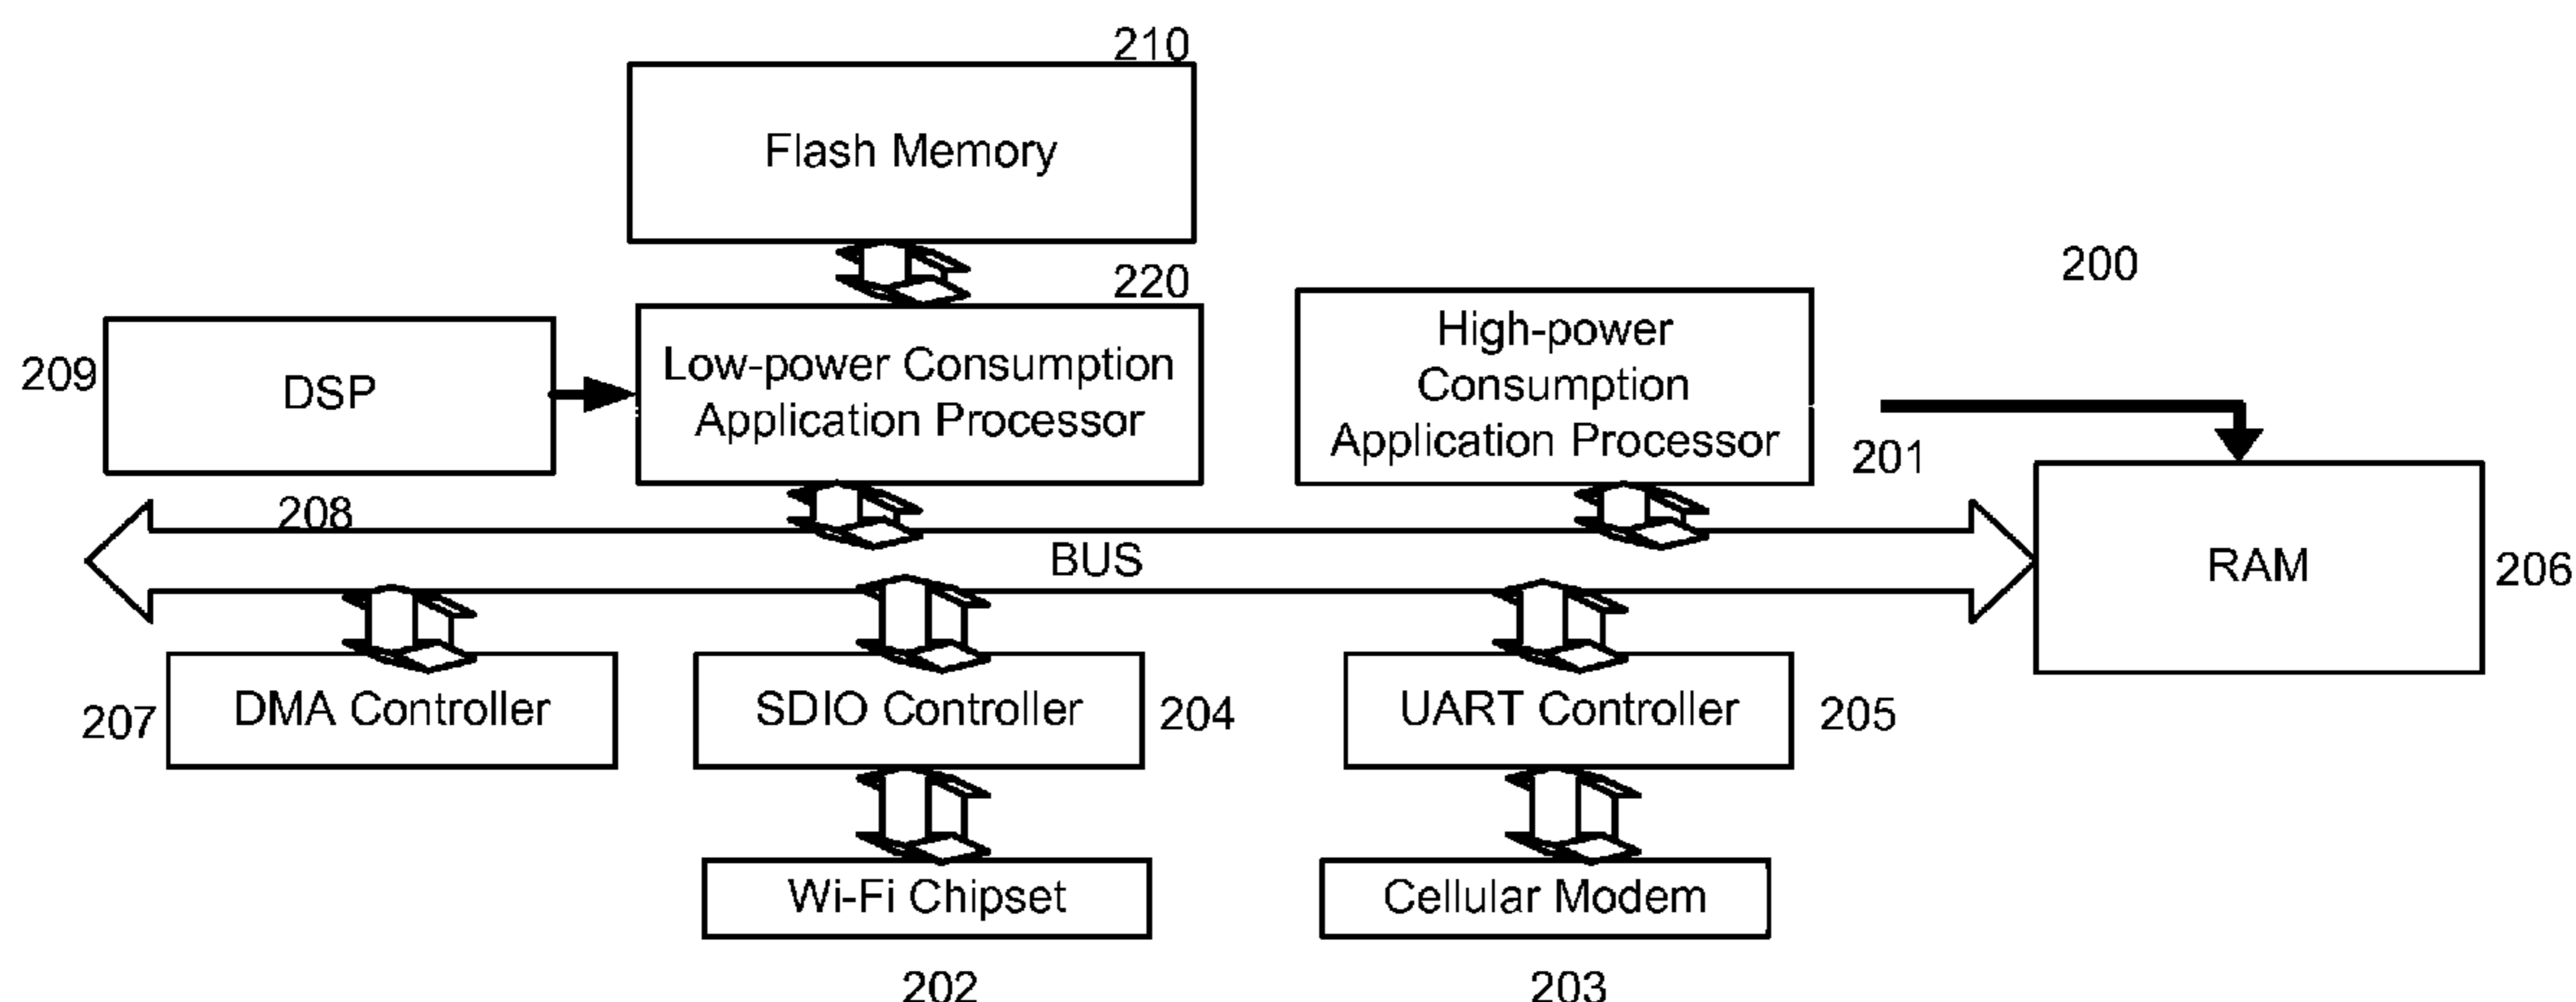 210
Flash Memory
220
200
209
DSP
Low-power Consumption
Application Processor
High-power
Consumption
Application Processor
201
208
BUS
RAM
206
207
DMA Controller
SDIO Controller
204
UART Controller
205
Wi-Fi Chipset
Cellular Modem
202
203